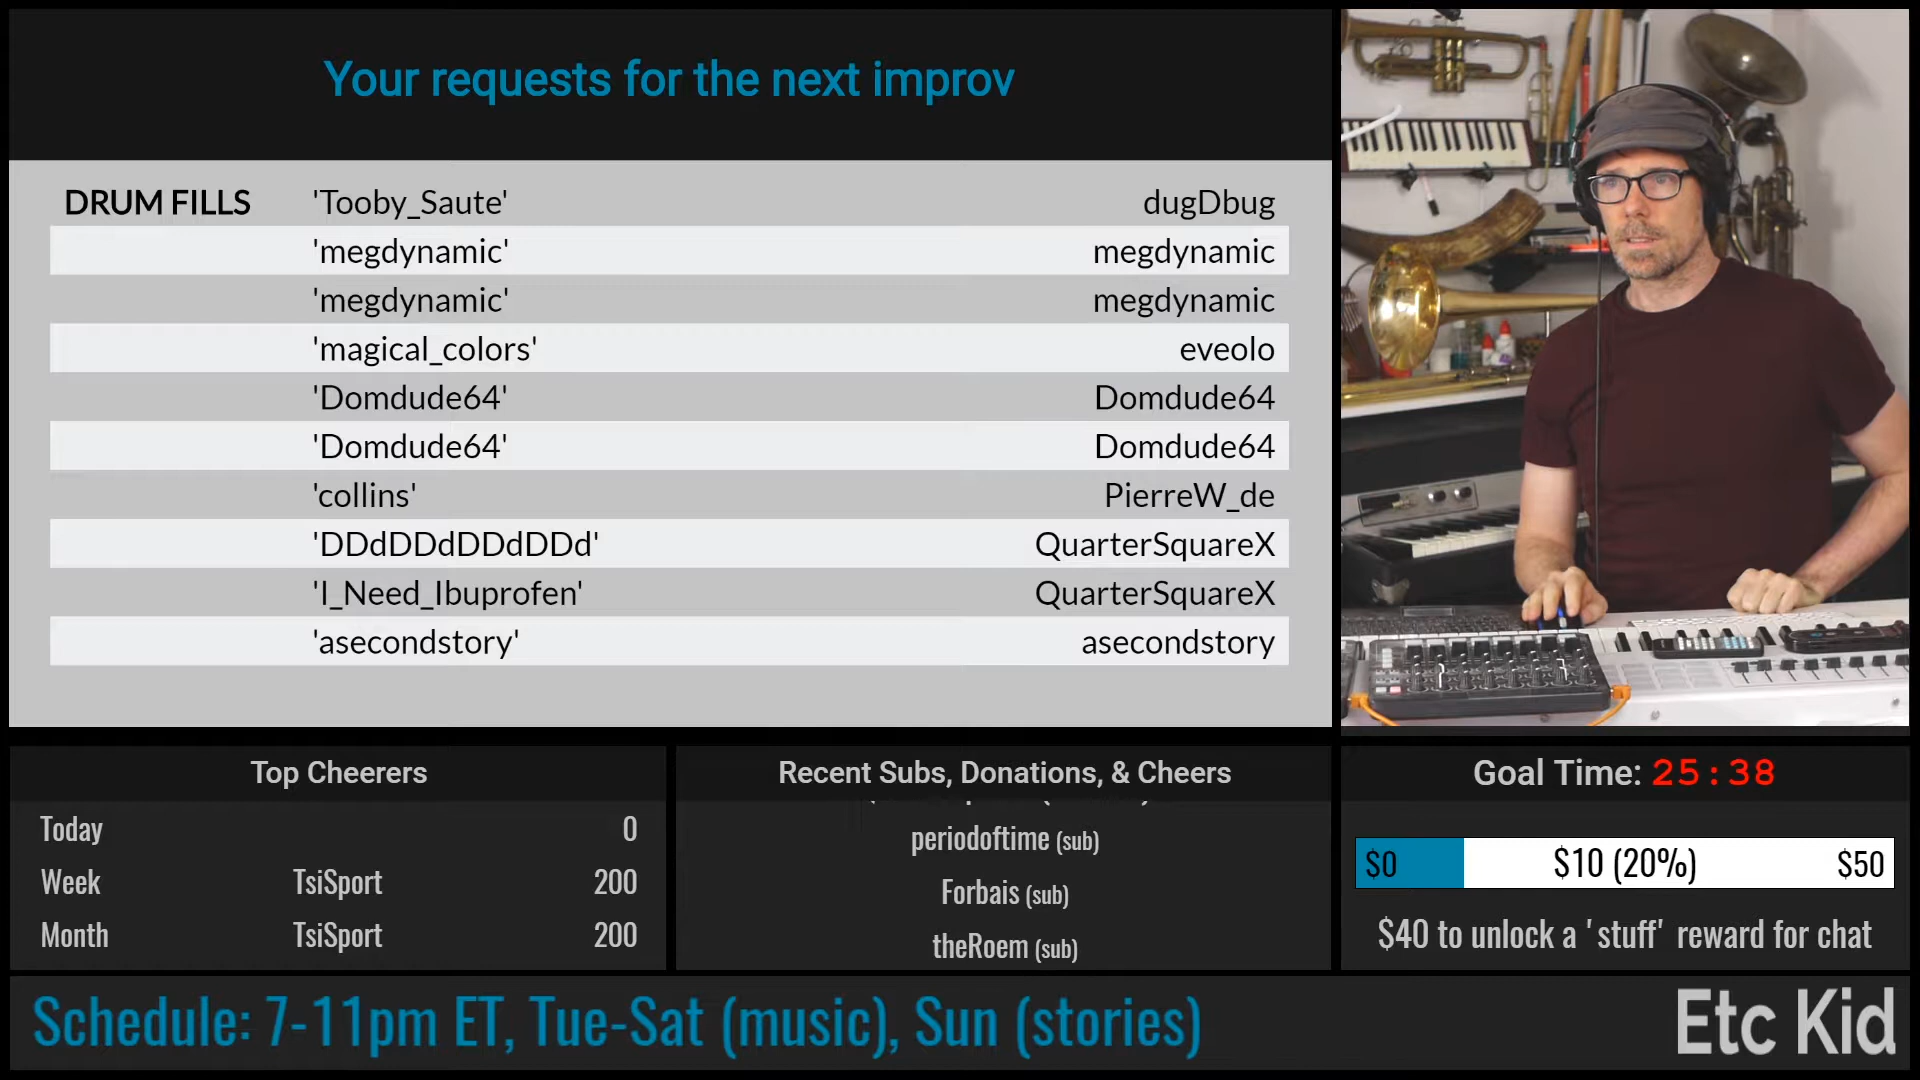 Your requests for the next improv
DRUM FILLS 'Tooby_Saute' dugDbug
'megdynamic' megdynamic
'megdynamic' megdynamic
'magical_colors' eveolo
'Domdude64' Domdude64
'Domdude64' Domdude64
'collins' PierreW_de
'DDdDDdDDdDDd' QuarterSquareX
'I_Need_Ibuprofen' QuarterSquareX
'asecondstory' asecondstory
Top Cheerers
Today 0
Week TsiSport 200
Month TsiSport 200
Recent Subs, Donations, & Cheers
periodoftime (sub)
Forbais (sub)
theRoem (sub)
Goal Time: 25:38
$0 $10 (20%) $50
$40 to unlock a 'stuff' reward for chat
Schedule: 7-11pm ET, Tue-Sat (music), Sun (stories)
Etc Kid